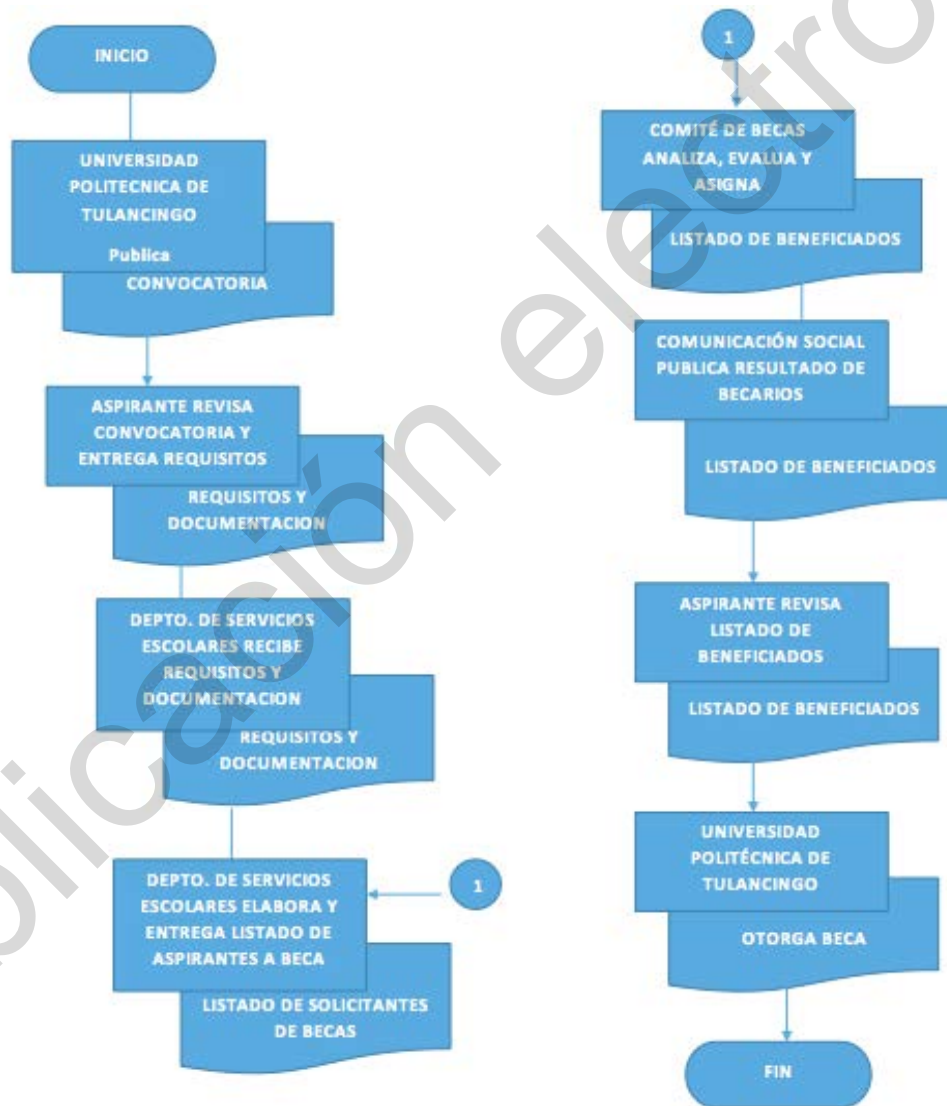 INICIO
UNIVERSIDAD
POLITECNICA DE
TULANCINGO
Publica
CONVOCATORIA
ASPIRANTE REVISA
CONVOCATORIA Y
ENTREGA REQUISITOS
REQUISITOS Y
DOCUMENTACION
DEPTO. DE SERVICIOS
ESCOLARES RECIBE
REQUISITOS Y
DOCUMENTACION
REQUISITOS Y
DOCUMENTACION
DEPTO. DE SERVICIOS
ESCOLARES ELABORA Y
ENTREGA LISTADO DE
ASPIRANTES A BECA
1
LISTADO DE SOLICITANTES
DE BECAS
1
COMITÉ DE BECAS
ANALIZA, EVALUA Y
ASIGNA
LISTADO DE BENEFICIADOS
COMUNICACIÓN SOCIAL
PUBLICA RESULTADO DE
BECARIOS
LISTADO DE BENEFICIADOS
ASPIRANTE REVISA
LISTADO DE
BENEFICIADOS
LISTADO DE BENEFICIADOS
UNIVERSIDAD
POLITÉCNICA DE
TULANCINGO
OTORGA BECA
FIN
blicación electro